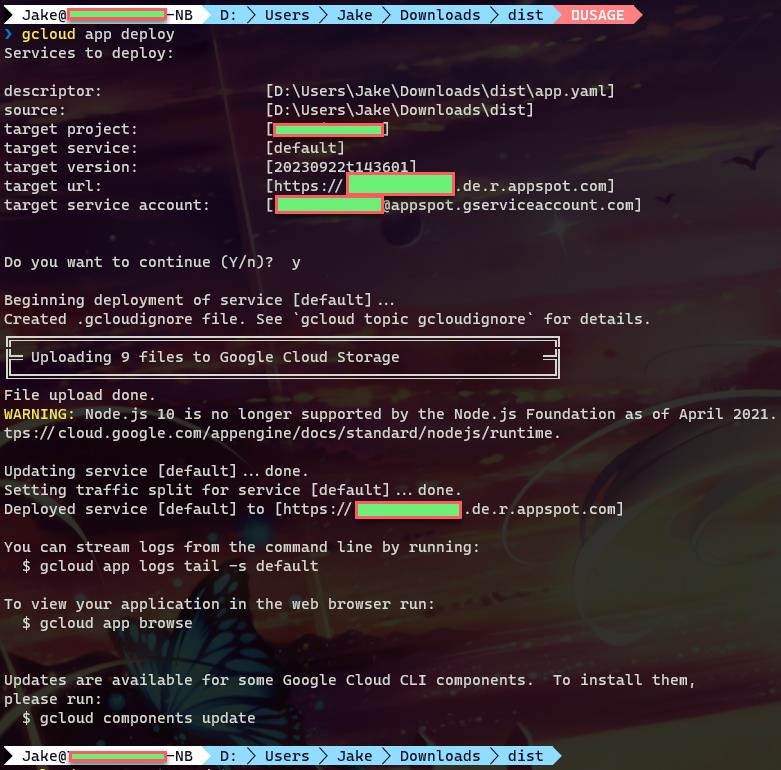 Jake@ -NB D: Users Jake Downloads dist USAGE
❯ gcloud app deploy
Services to deploy:
descriptor: [D:\Users\Jake\Downloads\dist\app.yaml]
source: [D:\Users\Jake\Downloads\dist]
target project: [ ]
target service: [default]
target version: [20230922t143601]
target url: [https:// .de.r.appspot.com]
target service account: [ @appspot.gserviceaccount.com]
Do you want to continue (Y/n)? y
Beginning deployment of service [default]...
Created .gcloudignore file. See `gcloud topic gcloudignore` for details.
Uploading 9 files to Google Cloud Storage
File upload done.
WARNING: Node.js 10 is no longer supported by the Node.js Foundation as of April 2021.
tps://cloud.google.com/appengine/docs/standard/nodejs/runtime.
Updating service [default]...done.
Setting traffic split for service [default]...done.
Deployed service [default] to [https:// .de.r.appspot.com]
You can stream logs from the command line by running:
$ gcloud app logs tail -s default
To view your application in the web browser run:
$ gcloud app browse
Updates are available for some Google Cloud CLI components. To install them,
please run:
$ gcloud components update
Jake@ -NB D: Users Jake Downloads dist